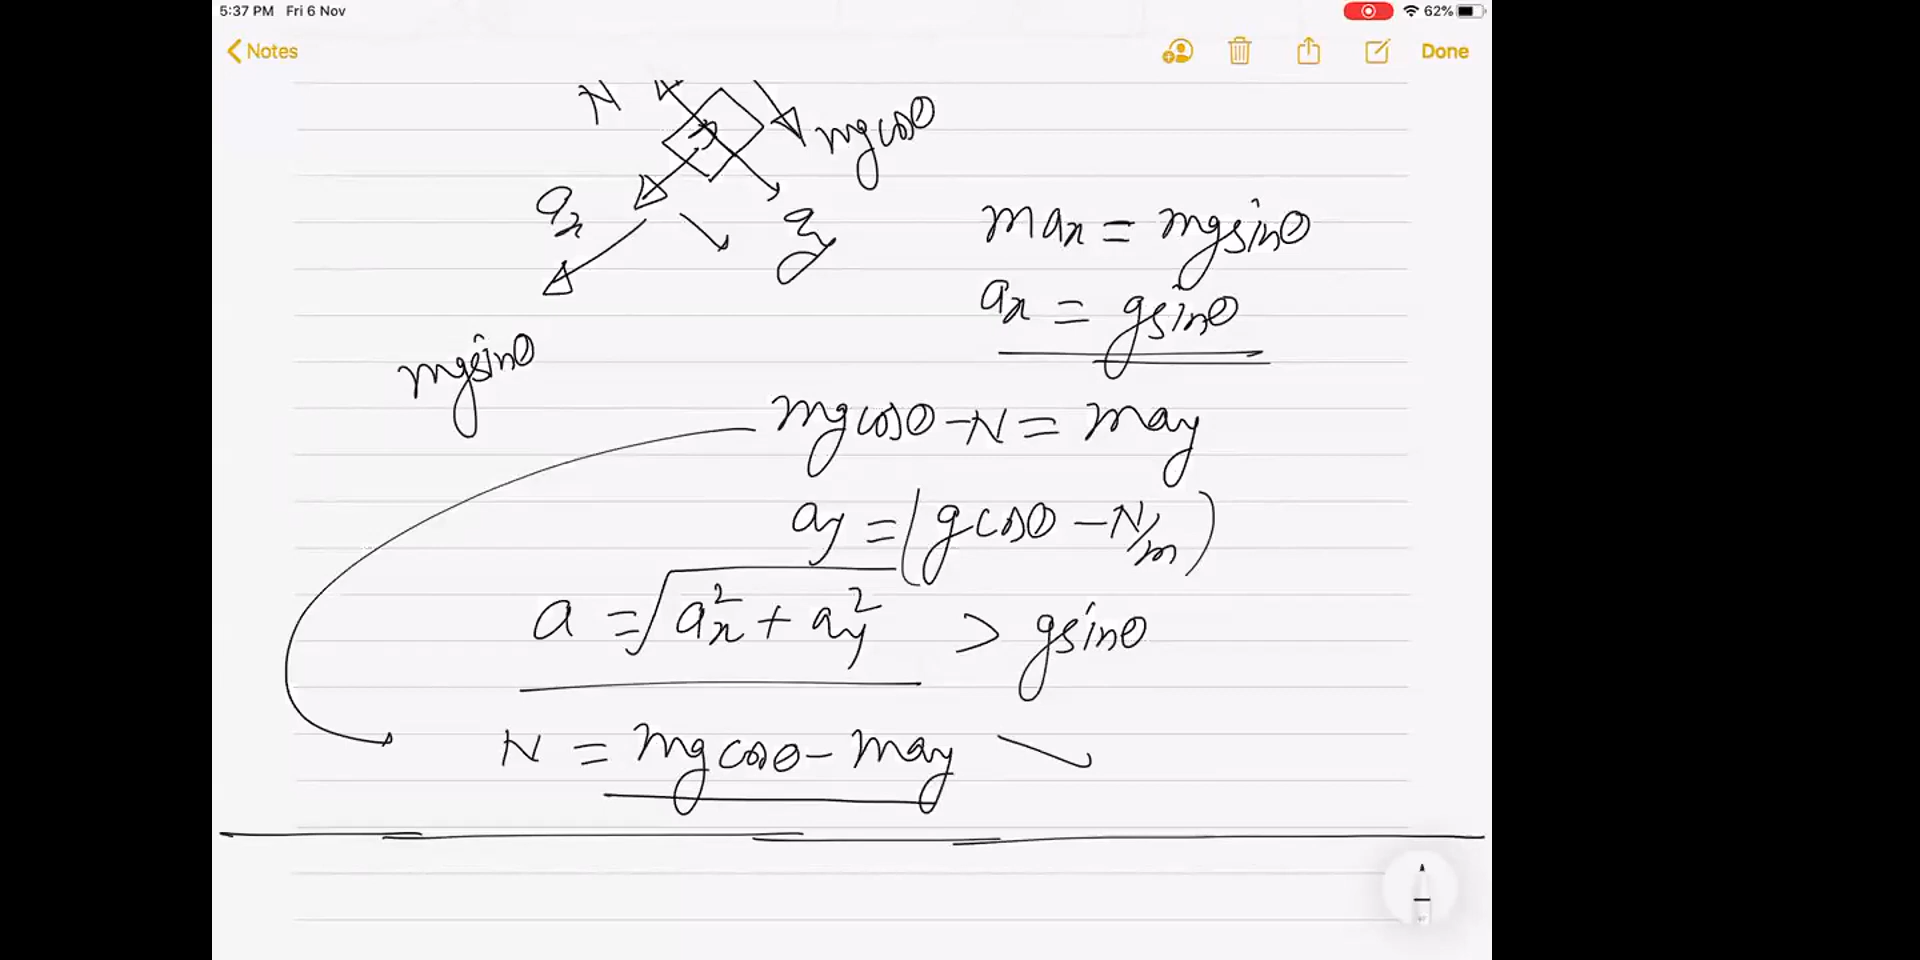 5:37 PM Fri 6 Nov
62%
Notes
Done
N
mg cosθ
ax
ay
mg sinθ
max = mg sinθ
ax = g sinθ
mg cosθ - N = may
ay = (g cosθ - N/m)
a = √ax² + ay² > g sinθ
N = mg cosθ - may